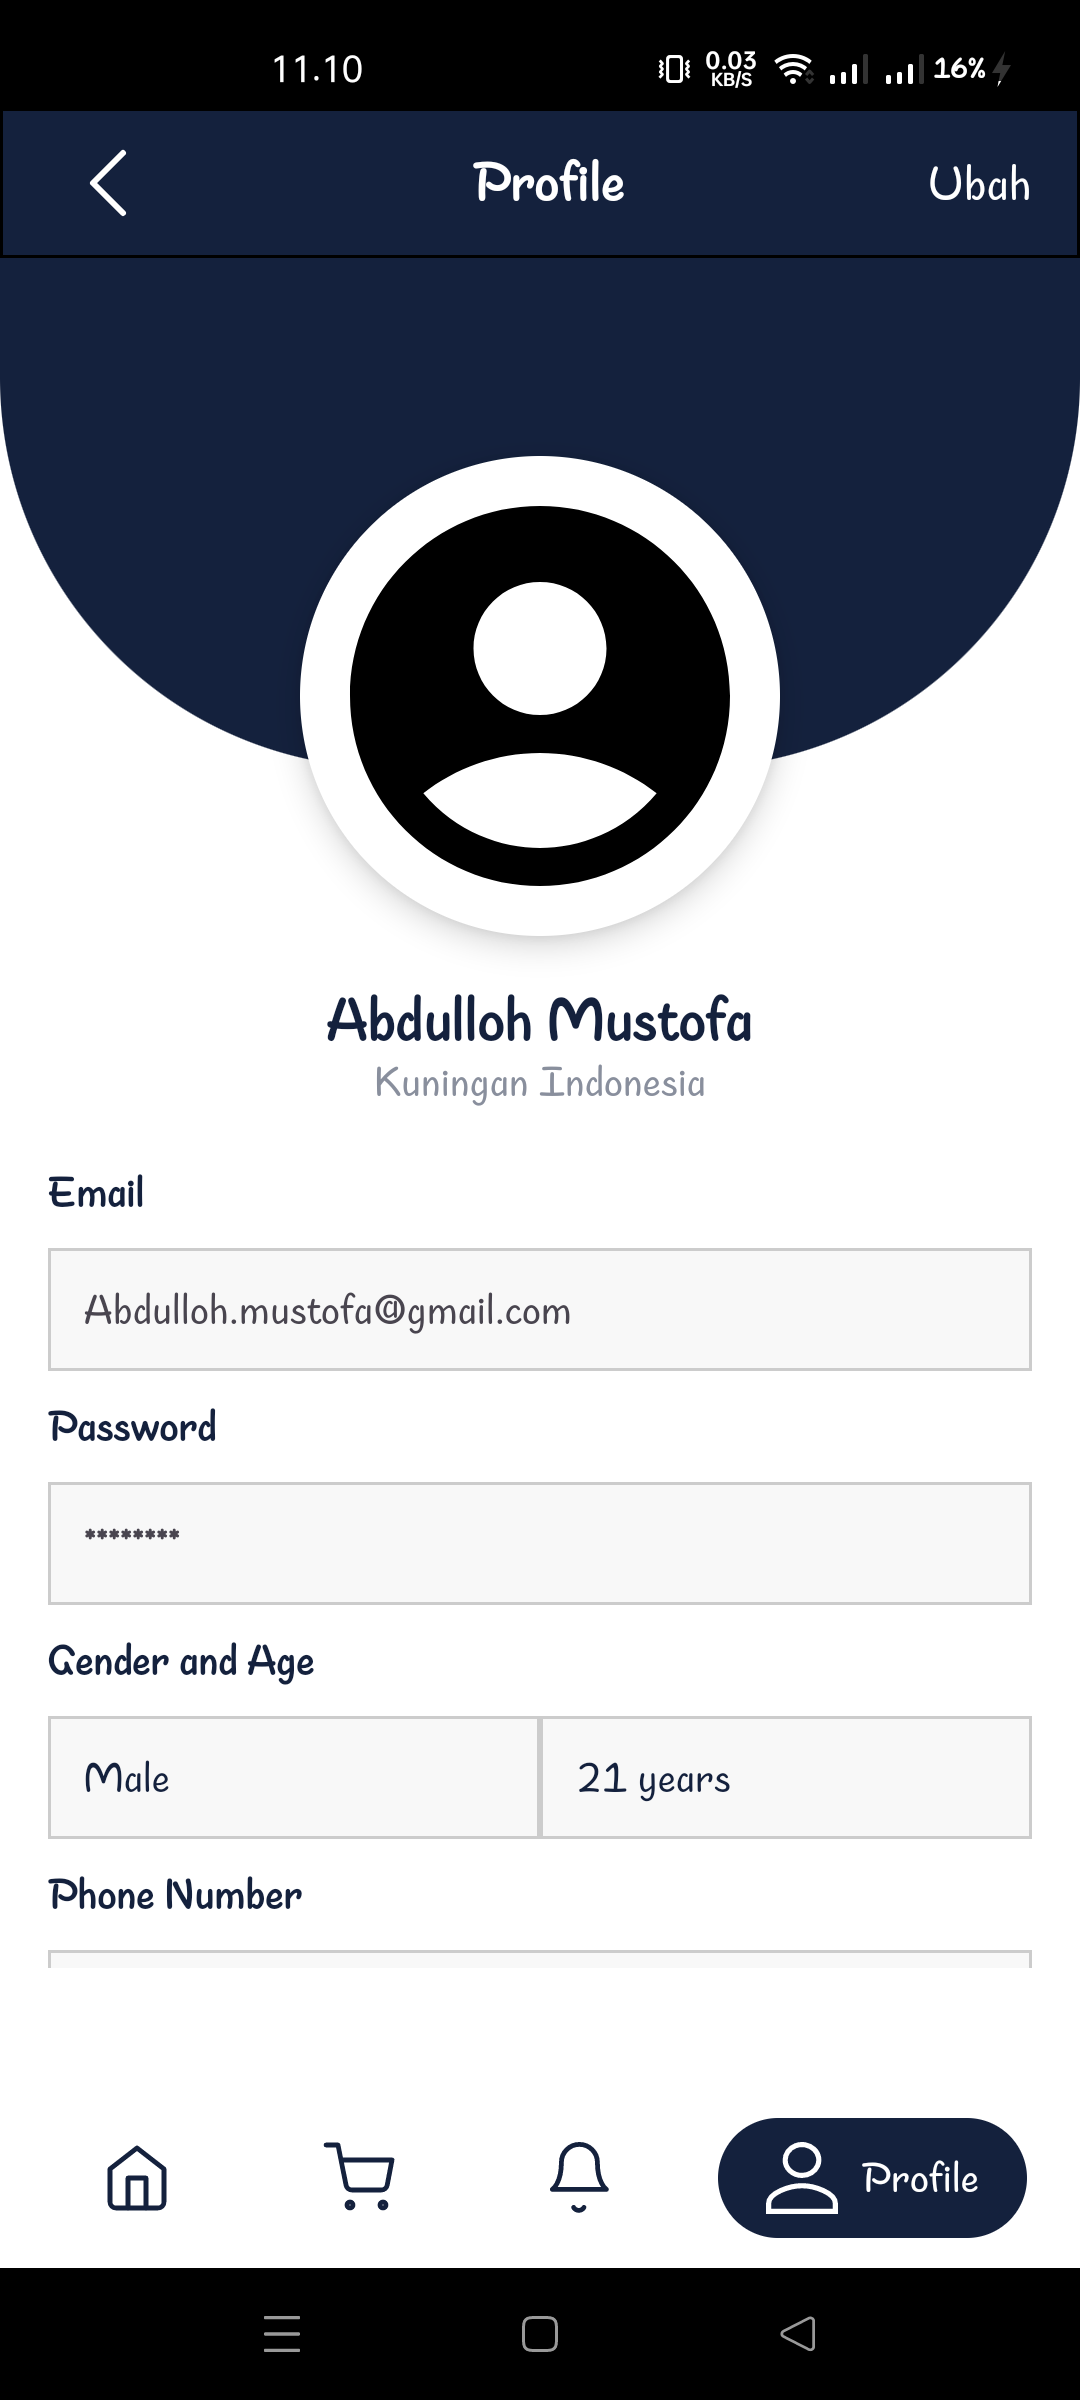 11.10 0.03 KB/S 16%
Profile Ubah
Abdulloh Mustofa
Kuningan Indonesia
Email
Abdulloh.mustofa@gmail.com
Password
********
Gender and Age
Male 21 years
Phone Number
Profile